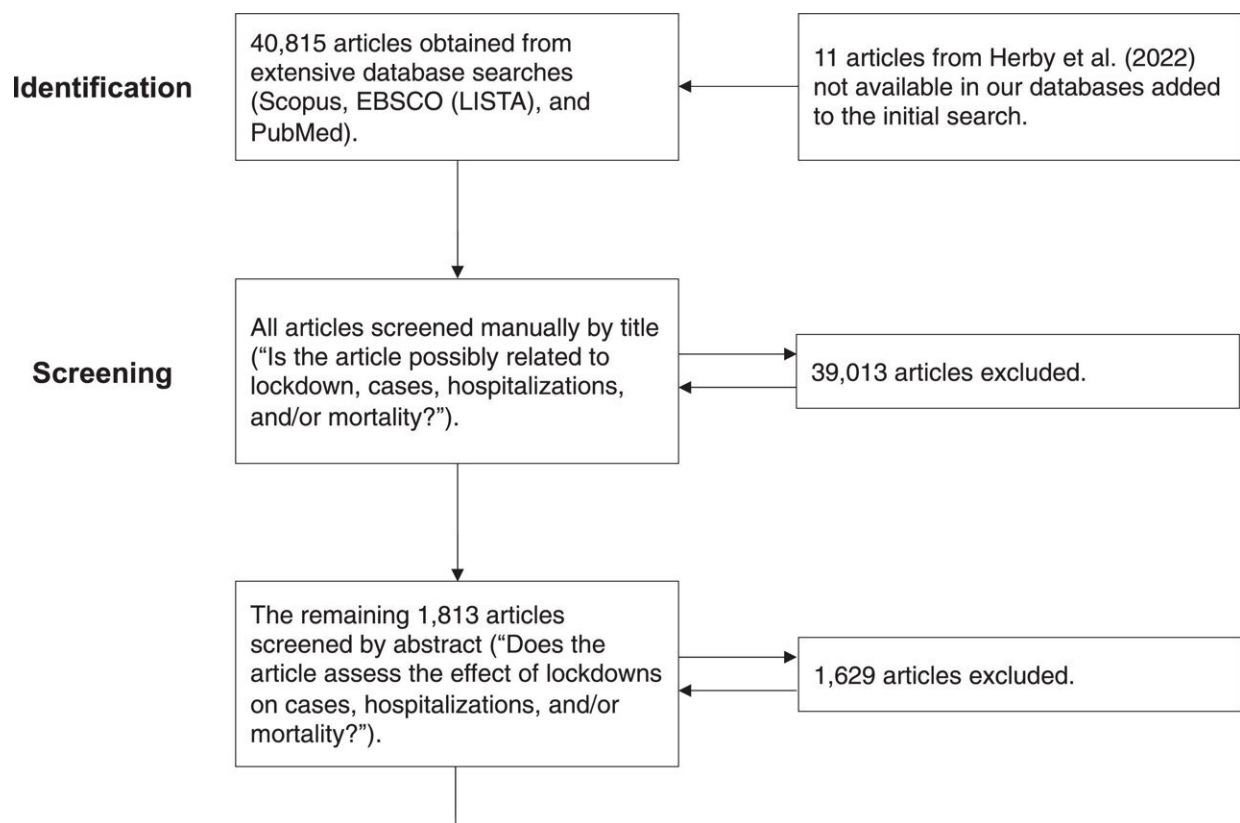 Identification
40,815 articles obtained from
extensive database searches
(Scopus, EBSCO (LISTA), and
PubMed).
11 articles from Herby et al. (2022)
not available in our databases added
to the initial search.
Screening
All articles screened manually by title
(“Is the article possibly related to
lockdown, cases, hospitalizations,
and/or mortality?”).
39,013 articles excluded.
The remaining 1,813 articles
screened by abstract (“Does the
article assess the effect of lockdowns
on cases, hospitalizations, and/or
mortality?”).
1,629 articles excluded.